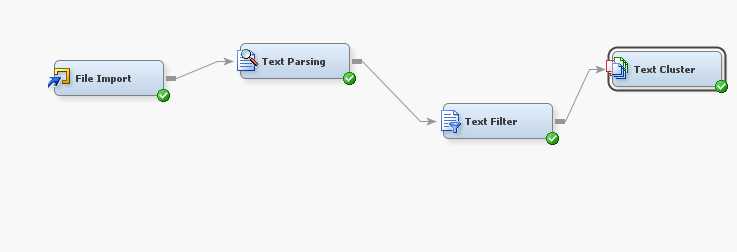 File Import
Text Parsing
Text Filter
Text Cluster